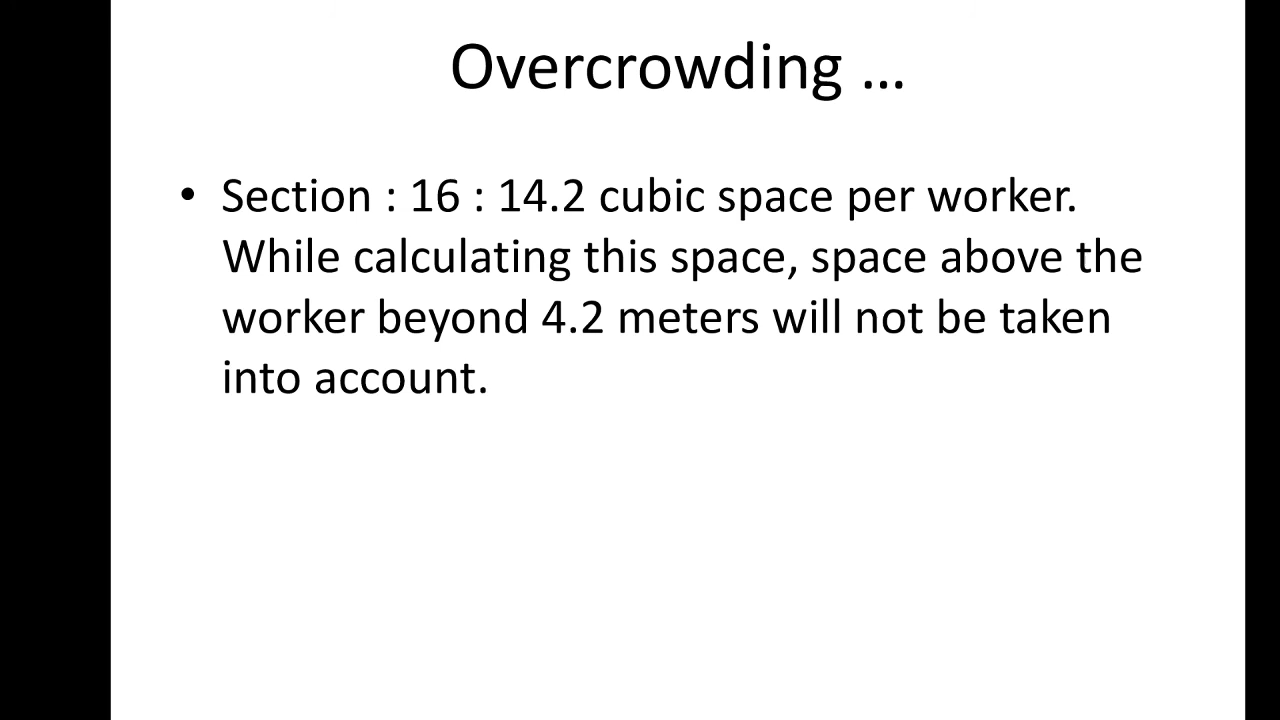 Overcrowding ...
• Section : 16 : 14.2 cubic space per worker.
While calculating this space, space above the
worker beyond 4.2 meters will not be taken
into account.